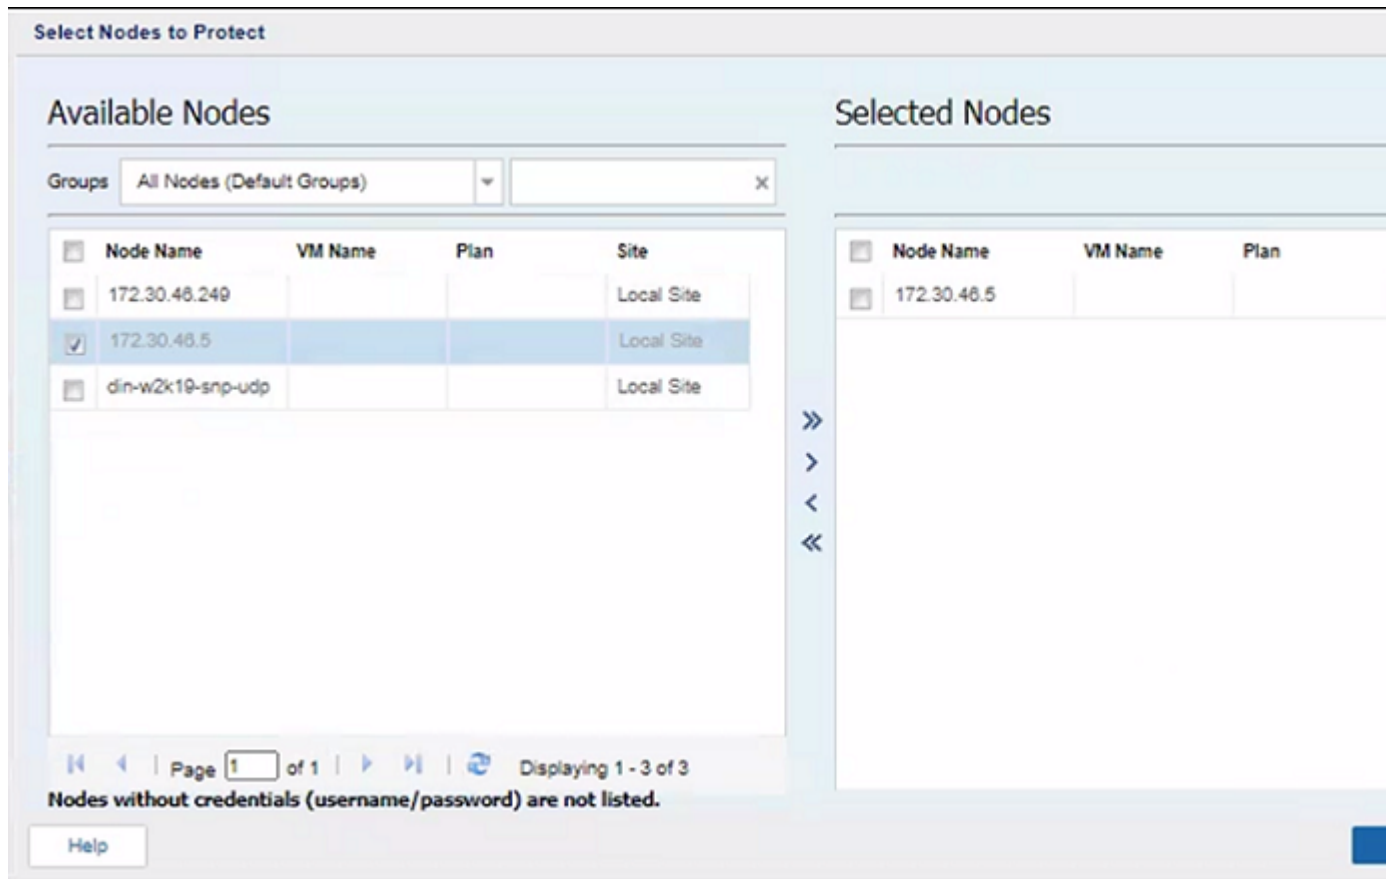 Select Nodes to Protect
Available Nodes
Groups All Nodes (Default Groups)
Node Name VM Name Plan Site
172.30.46.249 Local Site
172.30.46.5 Local Site
din-w2k19-snp-udp Local Site
Page 1 of 1 Displaying 1 - 3 of 3
Nodes without credentials (username/password) are not listed.
Help
Selected Nodes
Node Name VM Name Plan
172.30.46.5